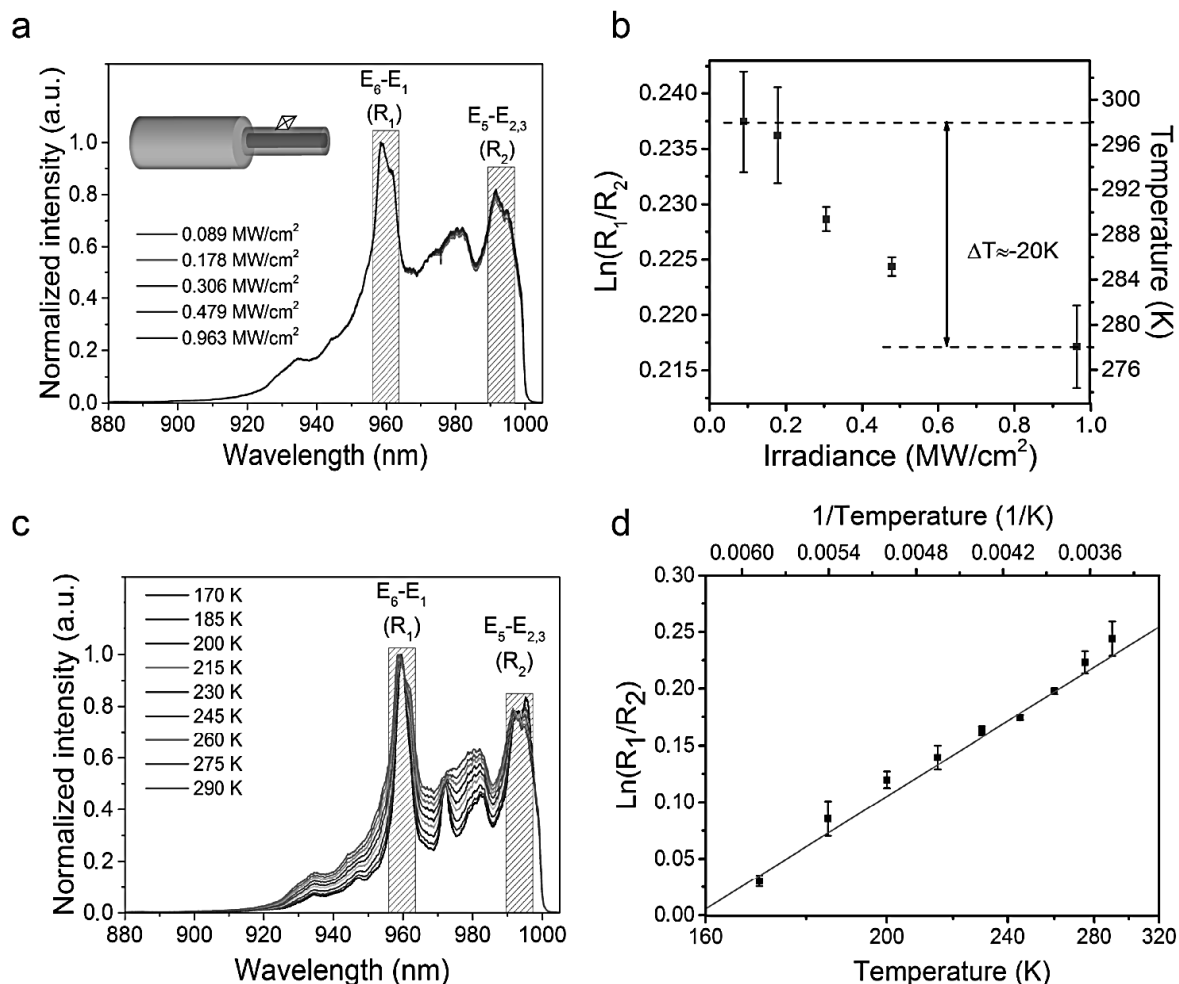 a
E6-E1
(R1)
E5-E2,3
(R2)
0.089 MW/cm²
0.178 MW/cm²
0.306 MW/cm²
0.479 MW/cm²
0.963 MW/cm²
Normalized intensity (a.u.)
1.0
0.8
0.6
0.4
0.2
0.0
880 900 920 940 960 980 1000
Wavelength (nm)
b
Ln(R1/R2)
0.240
0.235
0.230
0.225
0.220
0.215
ΔT≈-20K
300
296
292
288
284
280
276
Temperature (K)
0.0 0.2 0.4 0.6 0.8 1.0
Irradiance (MW/cm²)
c
E6-E1
(R1)
E5-E2,3
(R2)
170 K
185 K
200 K
215 K
230 K
245 K
260 K
275 K
290 K
Normalized intensity (a.u.)
1.0
0.8
0.6
0.4
0.2
0.0
880 900 920 940 960 980 1000
Wavelength (nm)
d
1/Temperature (1/K)
0.0060 0.0054 0.0048 0.0042 0.0036
Ln(R1/R2)
0.30
0.25
0.20
0.15
0.10
0.05
0.00
160 200 240 280 320
Temperature (K)